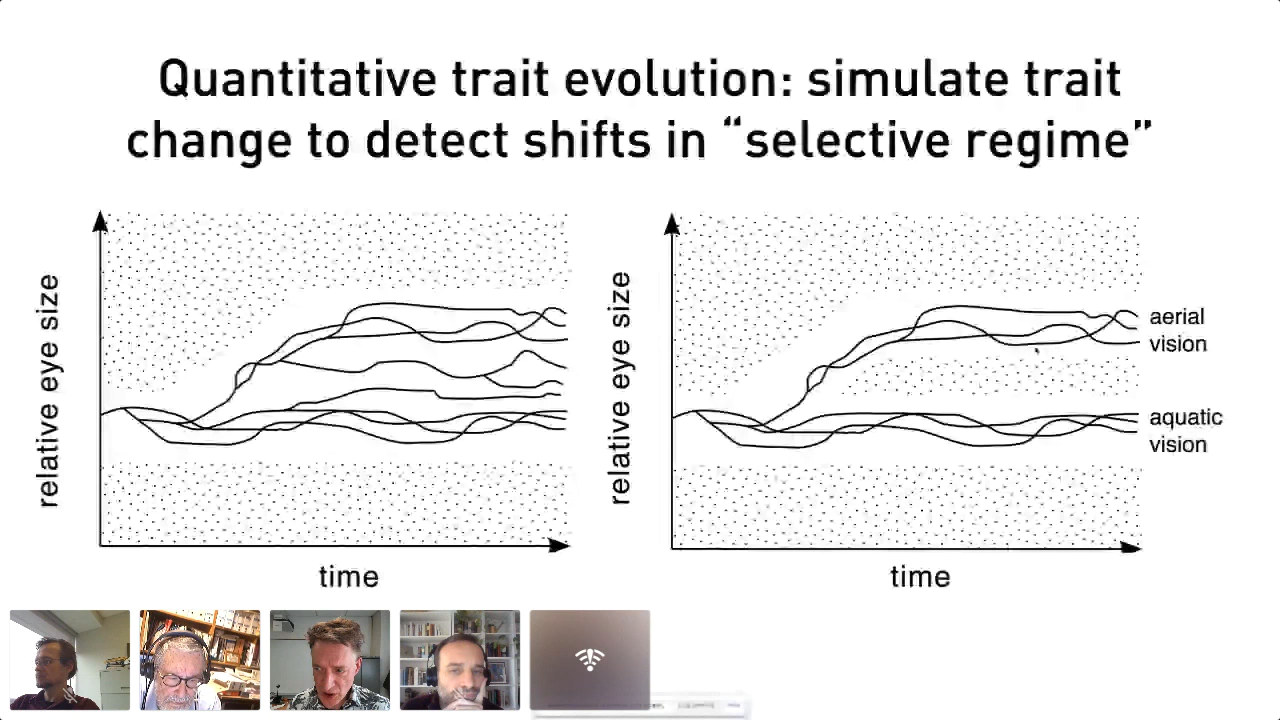 Quantitative trait evolution: simulate trait
change to detect shifts in “selective regime”
relative eye size
time
relative eye size
time
aerial
vision
aquatic
vision